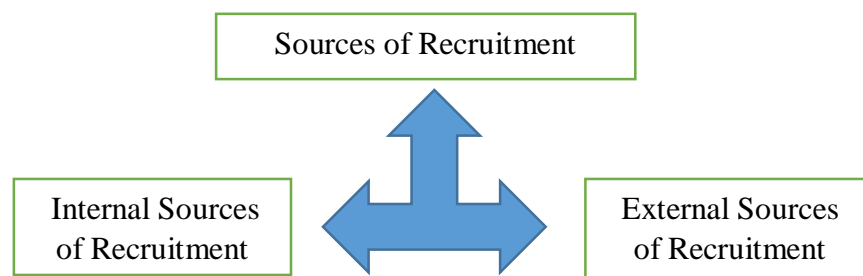 Sources of Recruitment
Internal Sources
of Recruitment
External Sources
of Recruitment